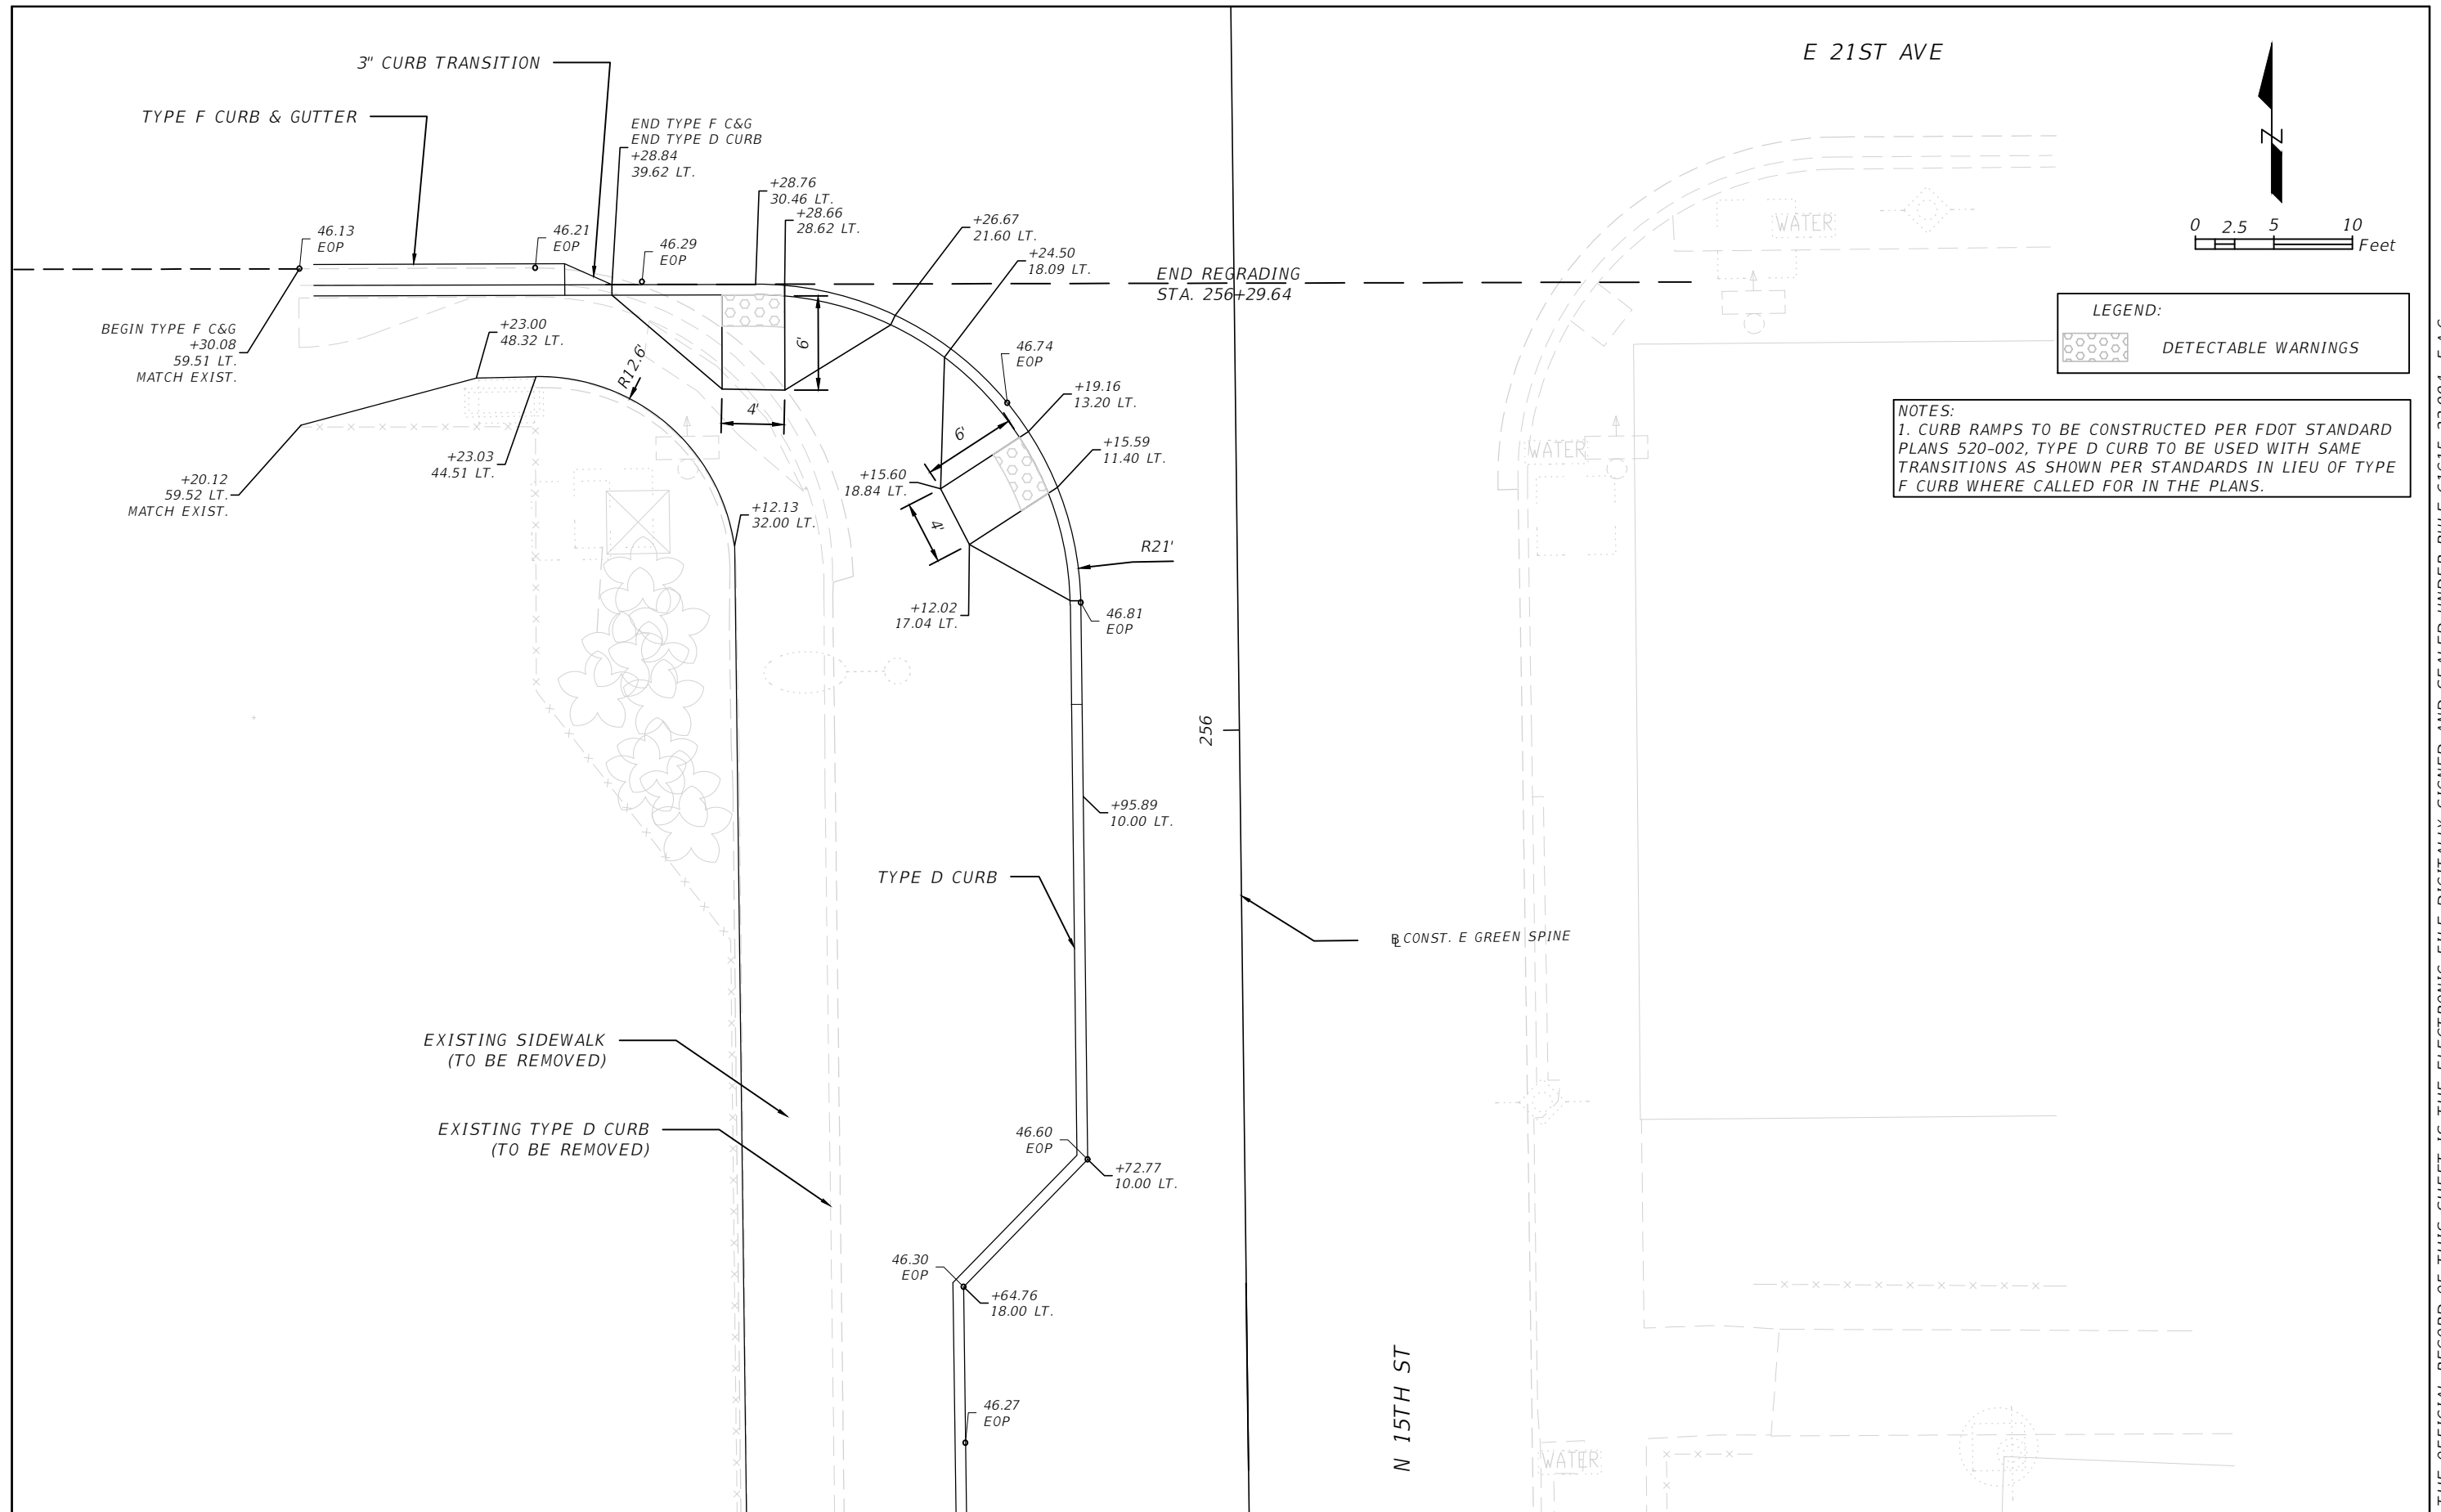 E 21ST AVE
3" CURB TRANSITION
TYPE F CURB & GUTTER
END TYPE F C&G
END TYPE D CURB
+28.84
39.62 LT.
+28.76
30.46 LT.
+28.66
28.62 LT.
46.13
EOP
46.21
EOP
46.29
EOP
+26.67
21.60 LT.
+24.50
18.09 LT.
END REGRADING
STA. 256+29.64
WATER
Z
0 2.5 5 10
Feet
LEGEND:
DETECTABLE WARNINGS
NOTES:
1. CURB RAMPS TO BE CONSTRUCTED PER FDOT STANDARD
PLANS 520-002, TYPE D CURB TO BE USED WITH SAME
TRANSITIONS AS SHOWN PER STANDARDS IN LIEU OF TYPE
F CURB WHERE CALLED FOR IN THE PLANS.
BEGIN TYPE F C&G
+30.08
59.51 LT.
MATCH EXIST.
+23.00
48.32 LT.
R12.6'
6'
4'
46.74
EOP
+19.16
13.20 LT.
6'
+15.59
11.40 LT.
WATER
+23.03
44.51 LT.
+20.12
59.52 LT.
MATCH EXIST.
+15.60
18.84 LT.
4'
+12.13
32.00 LT.
R21'
+12.02
17.04 LT.
46.81
EOP
256
+95.89
10.00 LT.
TYPE D CURB
BL CONST. E GREEN SPINE
EXISTING SIDEWALK
(TO BE REMOVED)
EXISTING TYPE D CURB
(TO BE REMOVED)
46.60
EOP
+72.77
10.00 LT.
46.30
EOP
+64.76
18.00 LT.
46.27
EOP
N 15TH ST
WATER